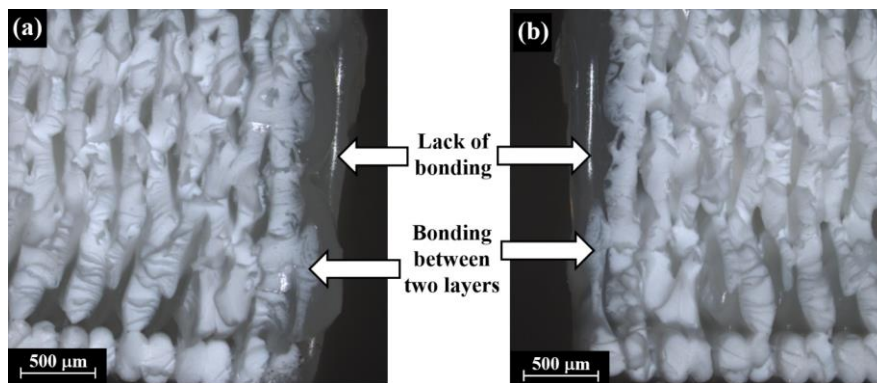 (a)
(b)
Lack of
bonding
Bonding
between
two layers
500 µm
500 µm